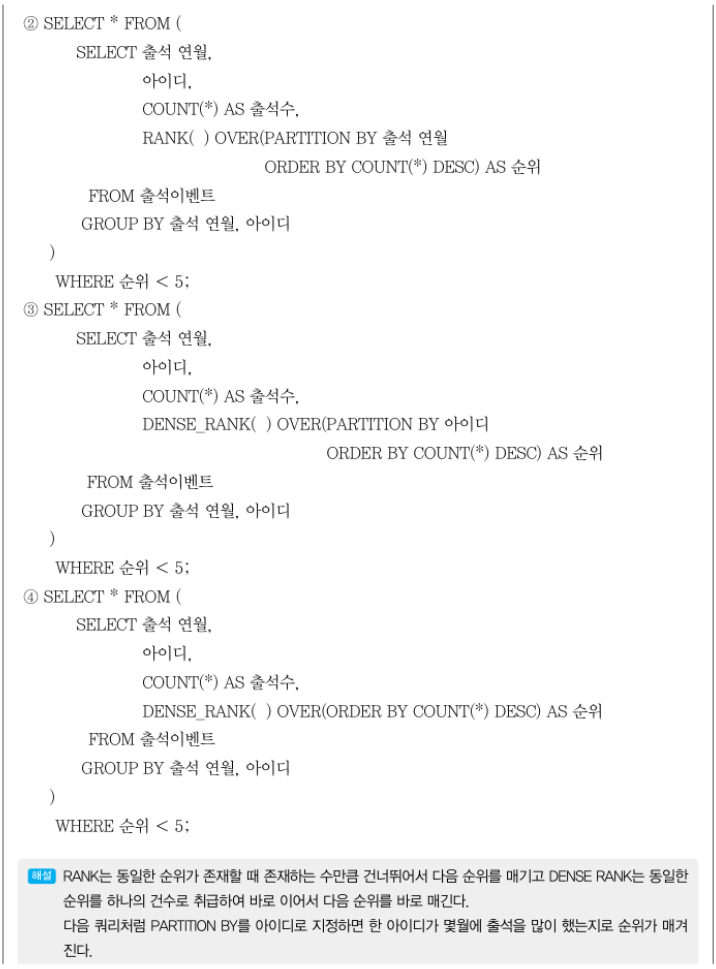 ② SELECT * FROM (
SELECT 출석 연월,
아이디,
COUNT(*) AS 출석수,
RANK( ) OVER(PARTITION BY 출석 연월
ORDER BY COUNT(*) DESC) AS 순위
FROM 출석이벤트
GROUP BY 출석 연월, 아이디
)
WHERE 순위 < 5;
③ SELECT * FROM (
SELECT 출석 연월,
아이디,
COUNT(*) AS 출석수,
DENSE_RANK( ) OVER(PARTITION BY 아이디
ORDER BY COUNT(*) DESC) AS 순위
FROM 출석이벤트
GROUP BY 출석 연월, 아이디
)
WHERE 순위 < 5;
④ SELECT * FROM (
SELECT 출석 연월,
아이디,
COUNT(*) AS 출석수,
DENSE_RANK( ) OVER(ORDER BY COUNT(*) DESC) AS 순위
FROM 출석이벤트
GROUP BY 출석 연월, 아이디
)
WHERE 순위 < 5;
해설 RANK는 동일한 순위가 존재할 때 존재하는 수만큼 건너뛰어서 다음 순위를 매기고 DENSE RANK는 동일한
순위를 하나의 건수로 취급하여 바로 이어서 다음 순위를 바로 매긴다.
다음 쿼리처럼 PARTITION BY를 아이디로 지정하면 한 아이디가 몇월에 출석을 많이 했는지로 순위가 매겨
진다.